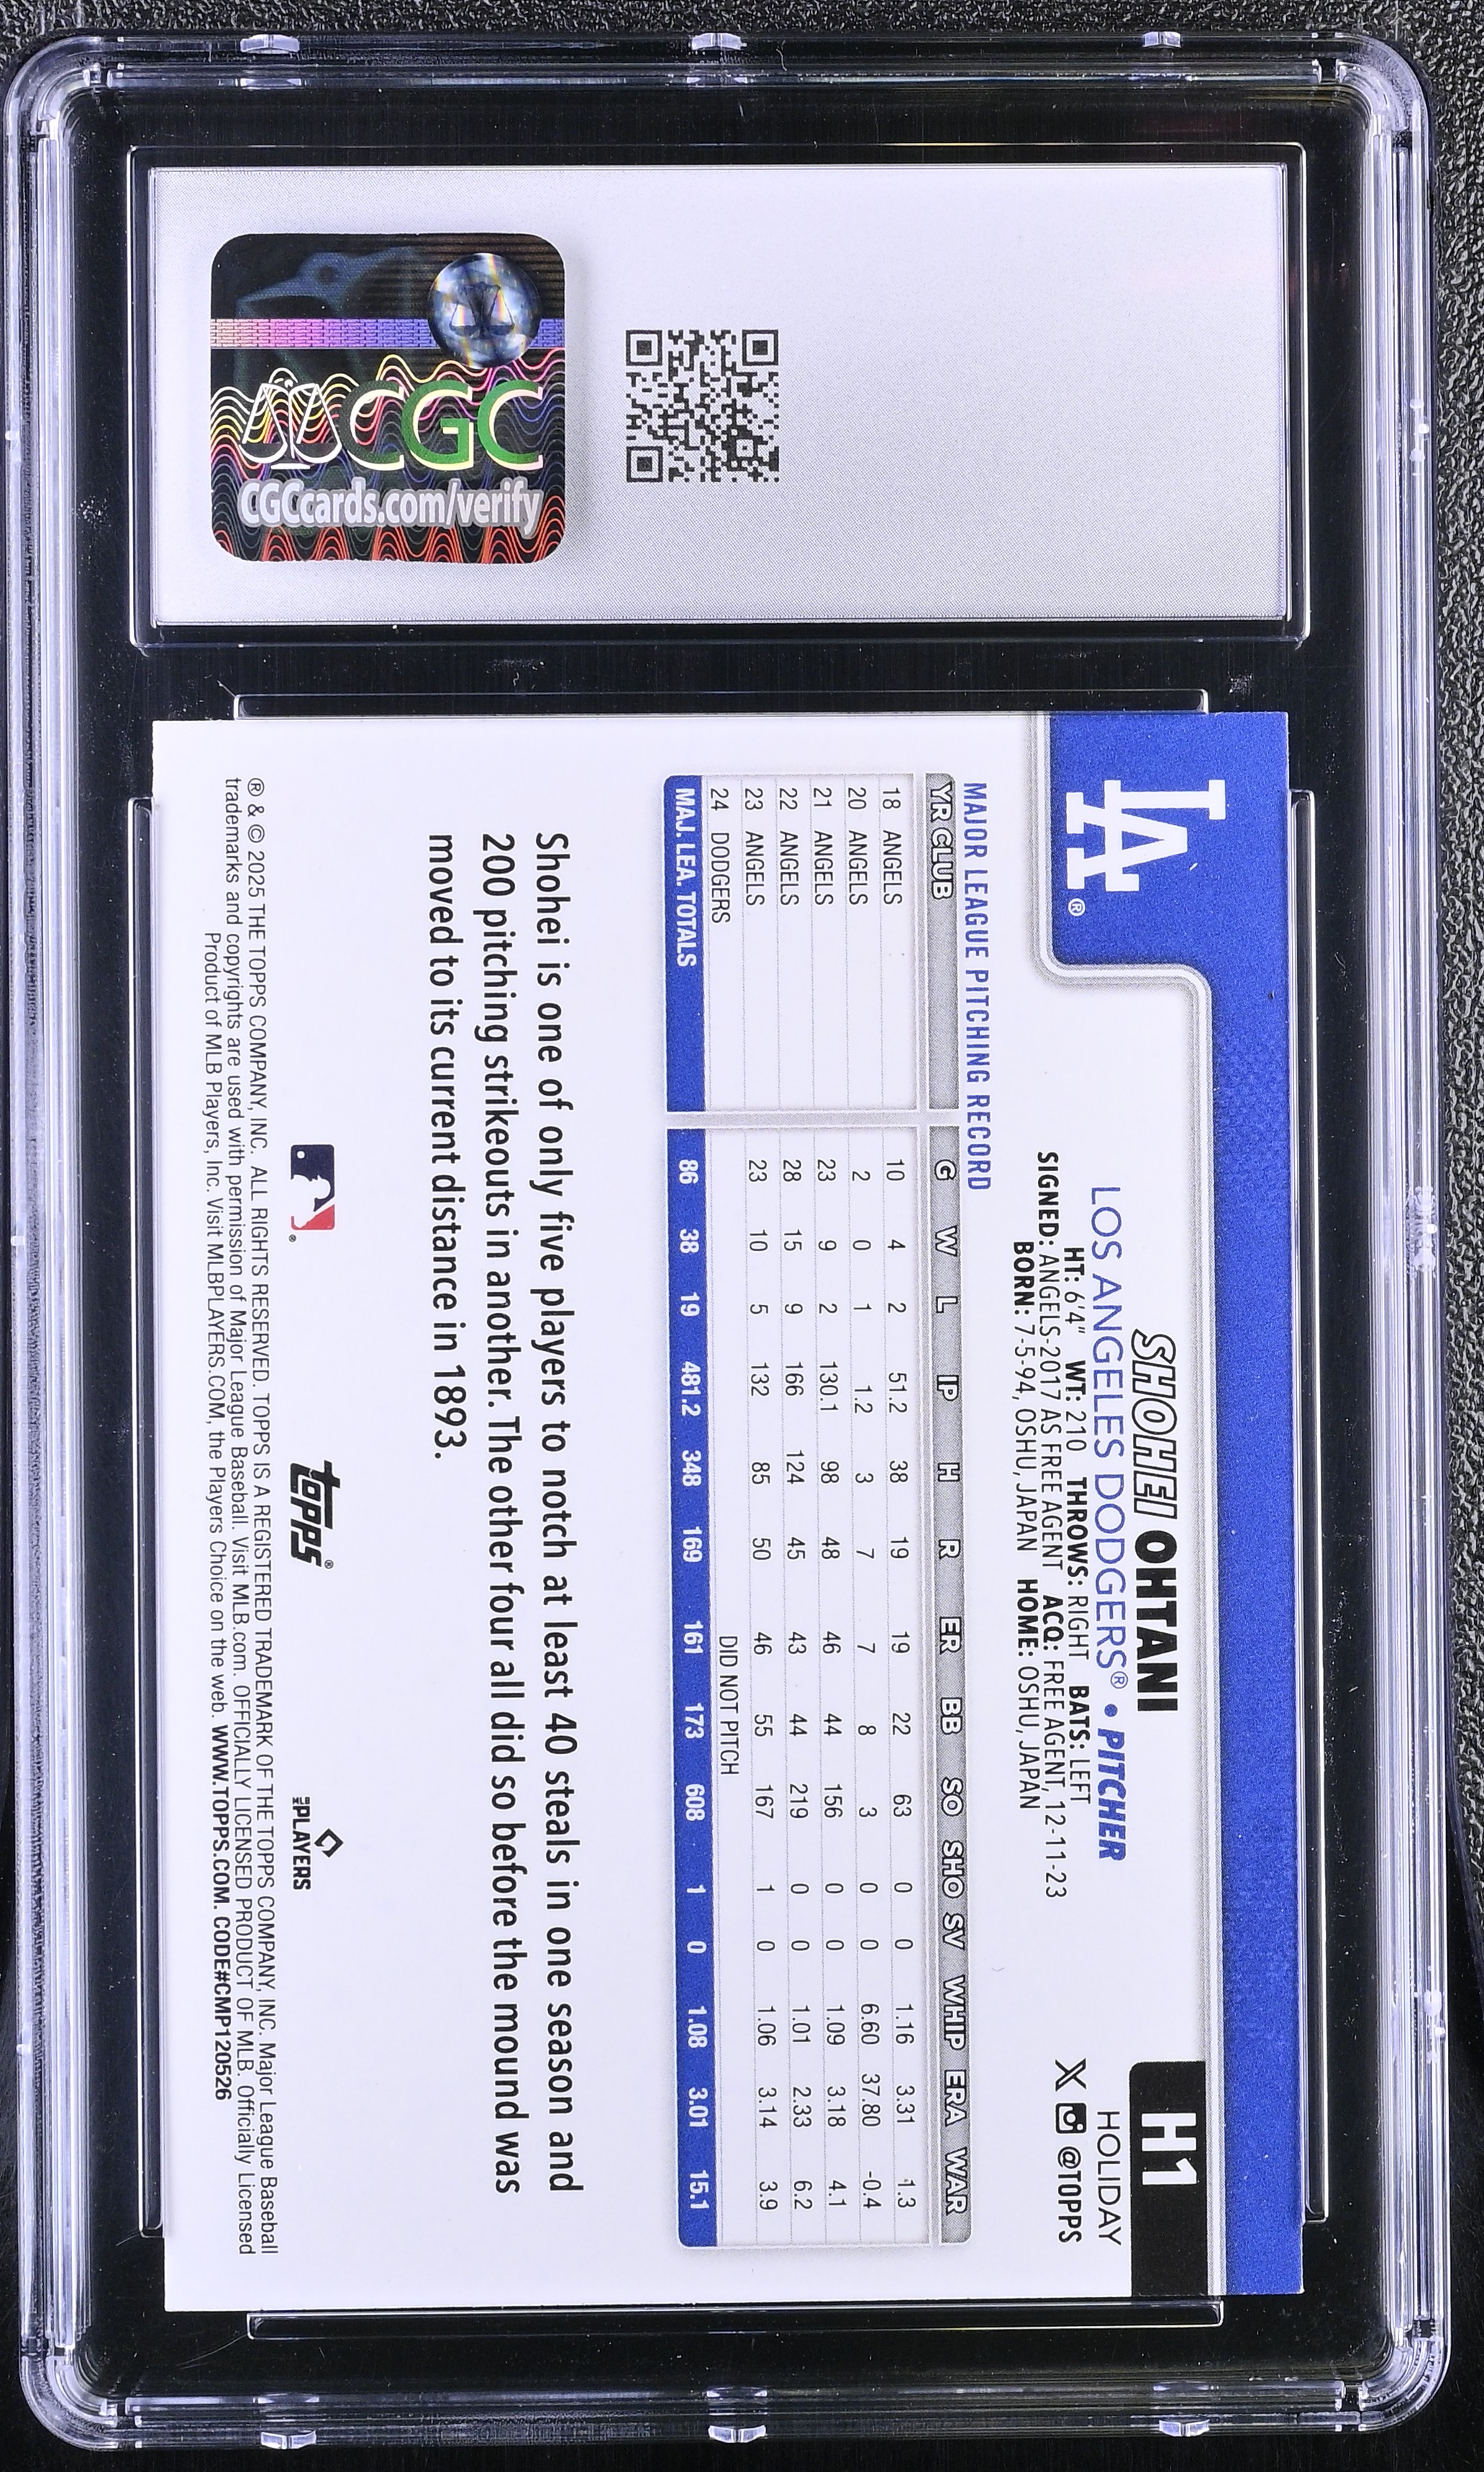 CGC
CGCcards.com/verify
LA®
H1
HOLIDAY
X @TOPPS
SHOHEI OHTANI
LOS ANGELES DODGERS® • PITCHER
HT: 6'4" WT: 210 THROWS: RIGHT BATS: LEFT
SIGNED: ANGELS-2017 AS FREE AGENT ACQ: FREE AGENT, 12-11-23
BORN: 7-5-94, OSHU, JAPAN HOME: OSHU, JAPAN
MAJOR LEAGUE PITCHING RECORD
YR CLUB G W L IP H R ER BB SO SHO SV WHIP ERA WAR
18 ANGELS 10 4 2 51.2 38 19 19 22 63 0 0 1.16 3.31 1.3
20 ANGELS 2 0 1 1.2 3 7 7 8 3 0 0 6.60 37.80 -0.4
21 ANGELS 23 9 2 130.1 98 48 46 44 156 0 0 1.09 3.18 4.1
22 ANGELS 28 15 9 166 124 45 43 44 219 0 0 1.01 2.33 6.2
23 ANGELS 23 10 5 132 85 50 46 55 167 1 0 1.06 3.14 3.9
24 DODGERS DID NOT PITCH
MAJ. LEA. TOTALS 86 38 19 481.2 348 169 161 173 608 1 0 1.08 3.01 15.1
Shohei is one of only five players to notch at least 40 steals in one season and
200 pitching strikeouts in another. The other four all did so before the mound was
moved to its current distance in 1893.
topps®
PLAYERS
® & © 2025 THE TOPPS COMPANY, INC. ALL RIGHTS RESERVED. TOPPS IS A REGISTERED TRADEMARK OF THE TOPPS COMPANY, INC. Major League Baseball
trademarks and copyrights are used with permission of Major League Baseball. Visit MLB.com. OFFICIALLY LICENSED PRODUCT OF MLB. Officially Licensed
Product of MLB Players, Inc. Visit MLBPLAYERS.COM, the Players Choice on the web. WWW.TOPPS.COM. CODE#CMP120526